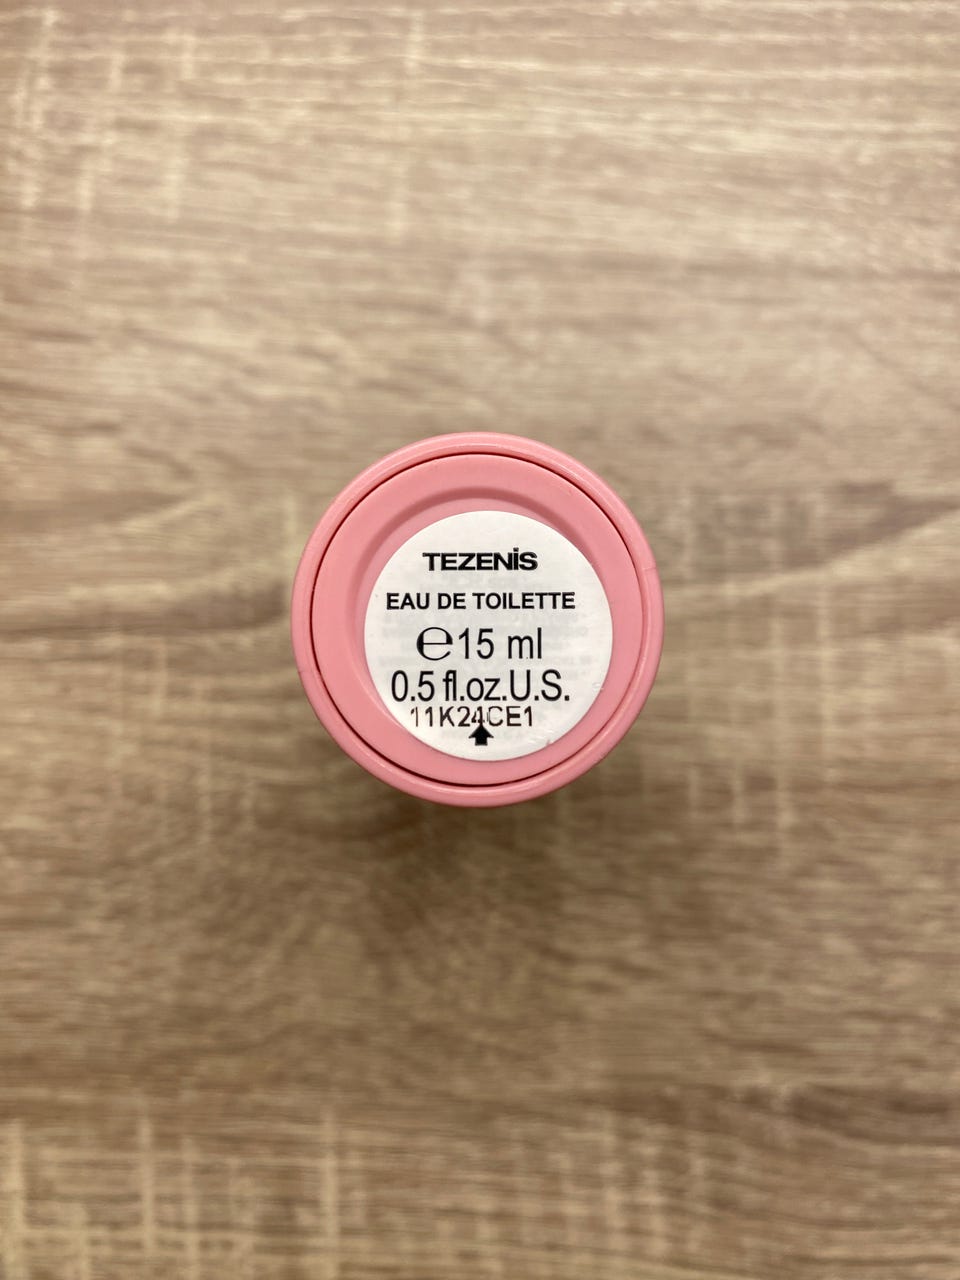 TEZENiS
EAU DE TOILETTE
℮15 ml
0.5 fl.oz.U.S.
11K24CE1